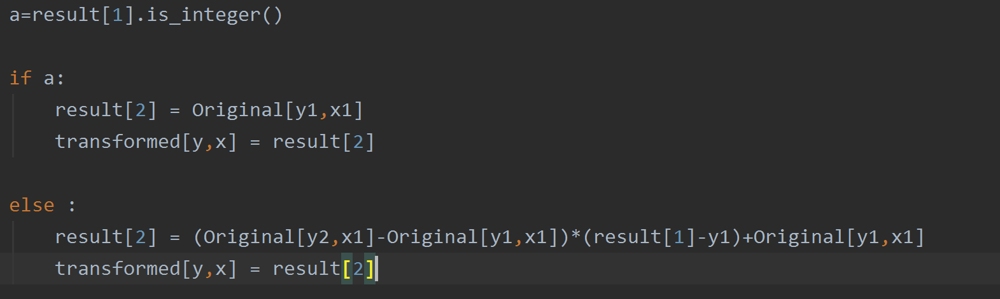 a=result[1].is_integer()
if a:
result[2] = Original[y1,x1]
transformed[y,x] = result[2]
else :
result[2] = (Original[y2,x1]-Original[y1,x1])*(result[1]-y1)+Original[y1,x1]
transformed[y,x] = result[2]